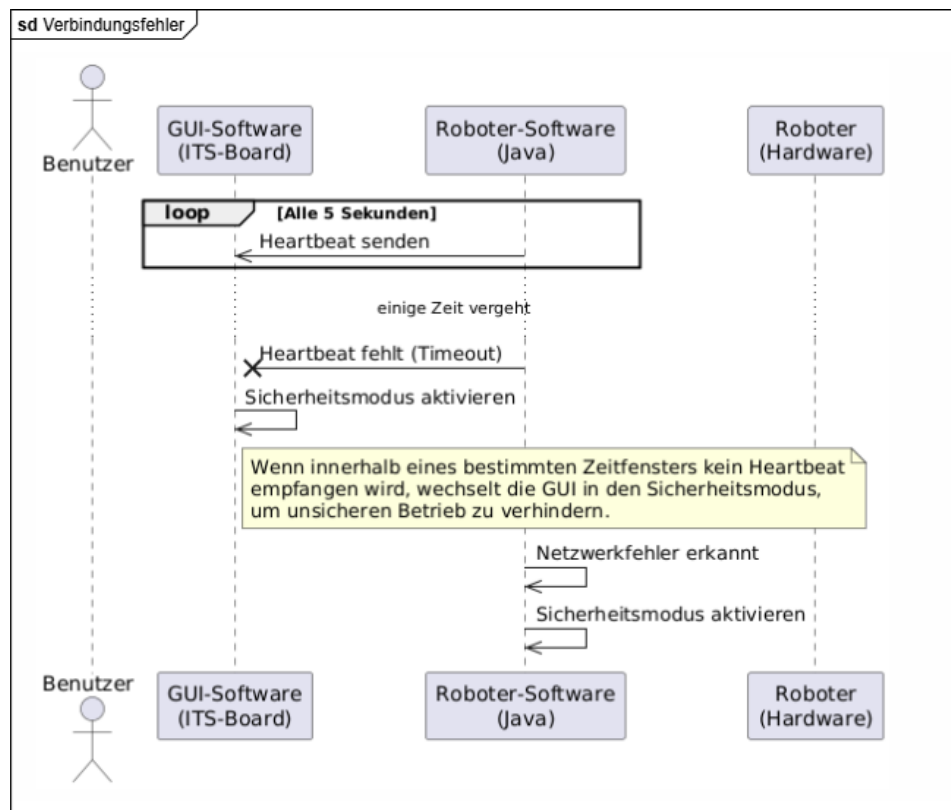 sd Verbindungsfehler
Benutzer
GUI-Software
(ITS-Board)
Roboter-Software
(Java)
Roboter
(Hardware)
loop [Alle 5 Sekunden]
Heartbeat senden
einige Zeit vergeht
Heartbeat fehlt (Timeout)
Sicherheitsmodus aktivieren
Wenn innerhalb eines bestimmten Zeitfensters kein Heartbeat
empfangen wird, wechselt die GUI in den Sicherheitsmodus,
um unsicheren Betrieb zu verhindern.
Netzwerkfehler erkannt
Sicherheitsmodus aktivieren
Benutzer
GUI-Software
(ITS-Board)
Roboter-Software
(Java)
Roboter
(Hardware)